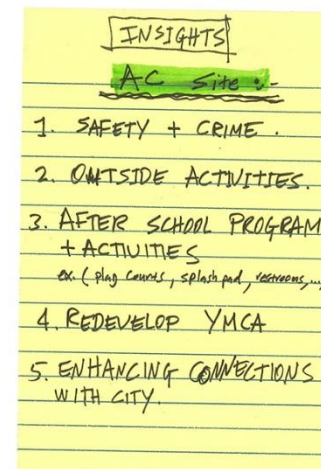 INSIGHTS
AC Site :-
1. SAFETY + CRIME.
2. OUTSIDE ACTIVITIES.
3. AFTER SCHOOL PROGRAM
+ ACTIVITIES
ex. ( play courts, splash pad, restrooms,...
4. REDEVELOP YMCA
5. ENHANCING CONNECTIONS
WITH CITY.